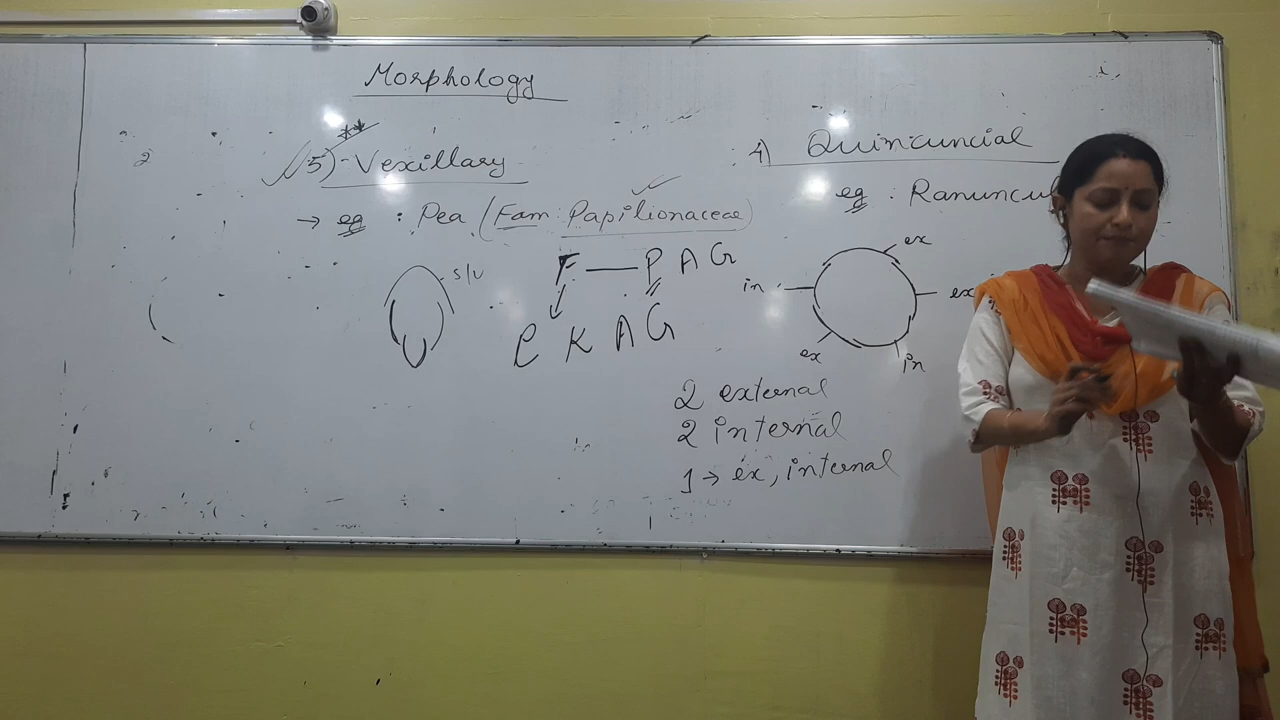 Morphology
5) Vexillary
→ eg : Pea (Fam: Papilionaceae)
S/V
F — P A G
C K A G
4) Quincuncial
eg : Ranuncul
ex
in
ex
ex
in
2 external
2 internal
1 → ex, internal
2